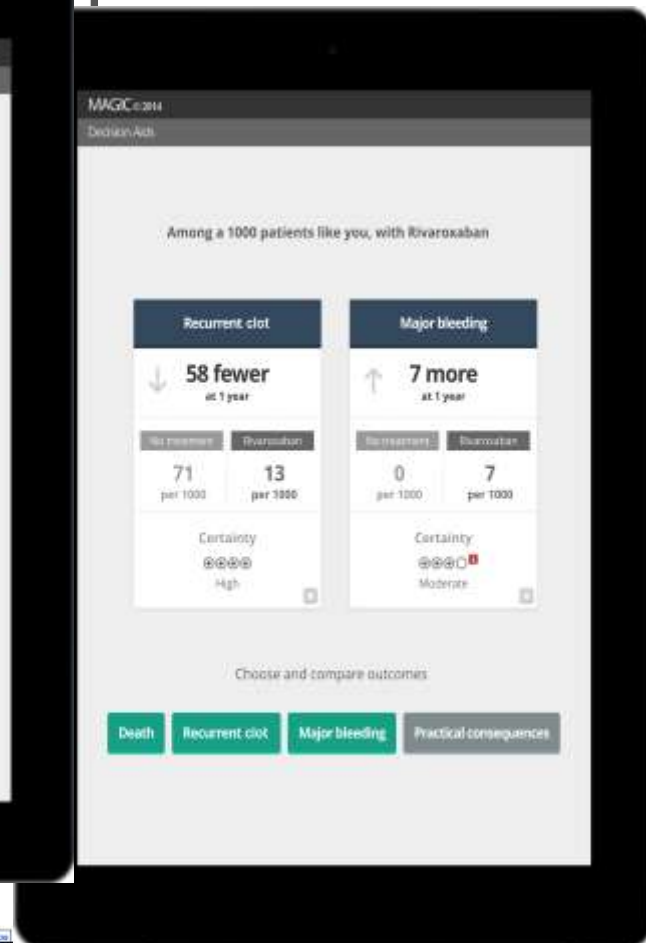 MAGIC © 2014
Decision Aids
Among a 1000 patients like you, with Rivaroxaban
Recurrent clot
58 fewer
at 1 year
No treatment Rivaroxaban
71 13
per 1000 per 1000
Certainty
High
Major bleeding
7 more
at 1 year
No treatment Rivaroxaban
0 7
per 1000 per 1000
Certainty
Moderate
Choose and compare outcomes
Death Recurrent clot Major bleeding Practical consequences